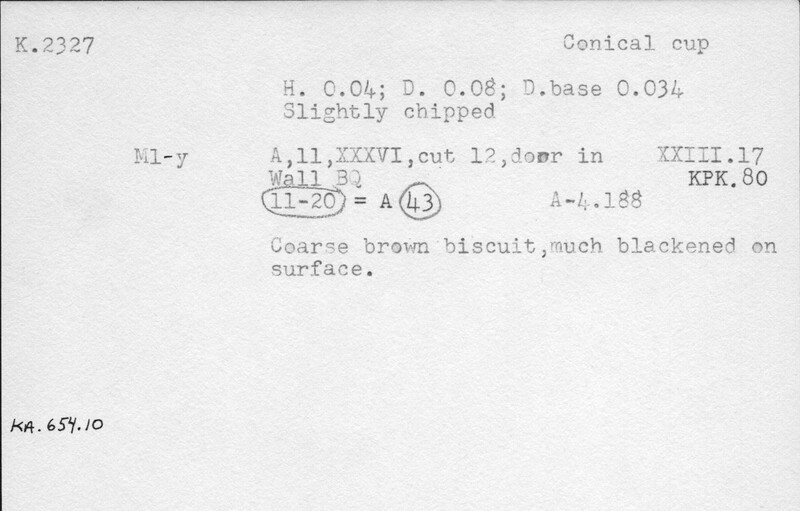 K.2327 Conical cup
H. 0.04; D. 0.08; D.base 0.034
Slightly chipped
Ml-y A,11,XXXVI,cut 12,door in XXIII.17
Wall BQ KPK.80
11-20 = A 43 A-4.188
Coarse brown biscuit,much blackened on
surface.
KA.654.10